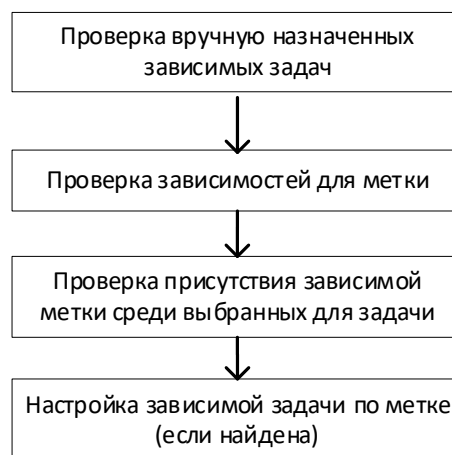 Проверка вручную назначенных
зависимых задач
Проверка зависимостей для метки
Проверка присутствия зависимой
метки среди выбранных для задачи
Настройка зависимой задачи по метке
(если найдена)